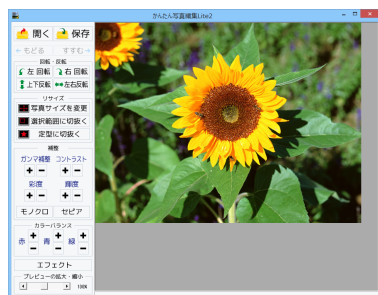 かんたん写真編集Lite2
開く 保存
もどる すすむ
回転・反転
左回転 右回転
上下反転 左右反転
リサイズ
写真サイズを変更
選択範囲に切抜く
定型に切抜く
補整
ガンマ補整 コントラスト
彩度 輝度
モノクロ セピア
カラーバランス
赤 青 緑
エフェクト
プレビューの拡大・縮小
100%